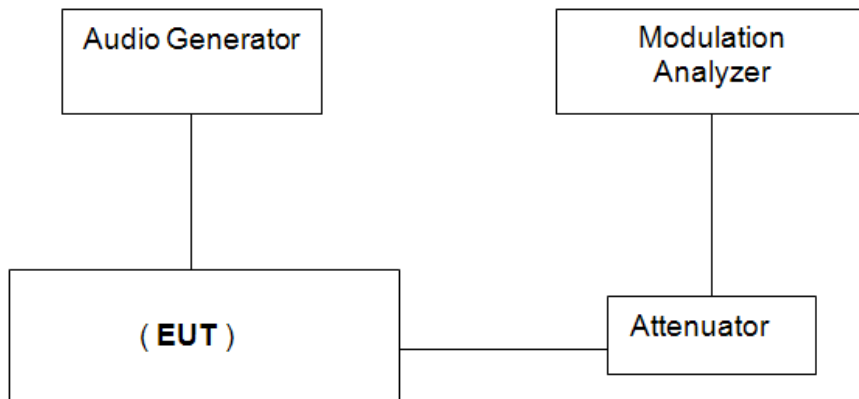 Audio Generator
Modulation
Analyzer
( EUT )
Attenuator